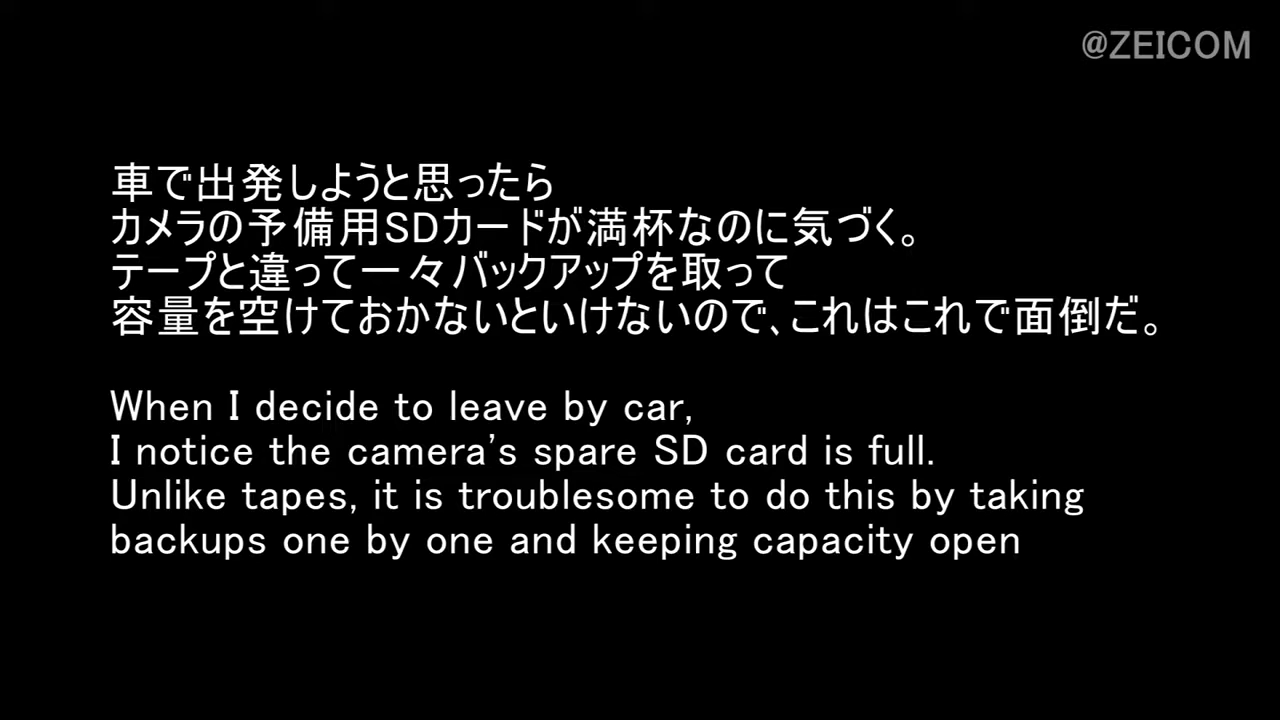 @ZEICOM
車で出発しようと思ったら
カメラの予備用SDカードが満杯なのに気づく。
テープと違って一々バックアップを取って
容量を空けておかないといけないので、これはこれで面倒だ。
When I decide to leave by car,
I notice the camera’s spare SD card is full.
Unlike tapes, it is troublesome to do this by taking
backups one by one and keeping capacity open